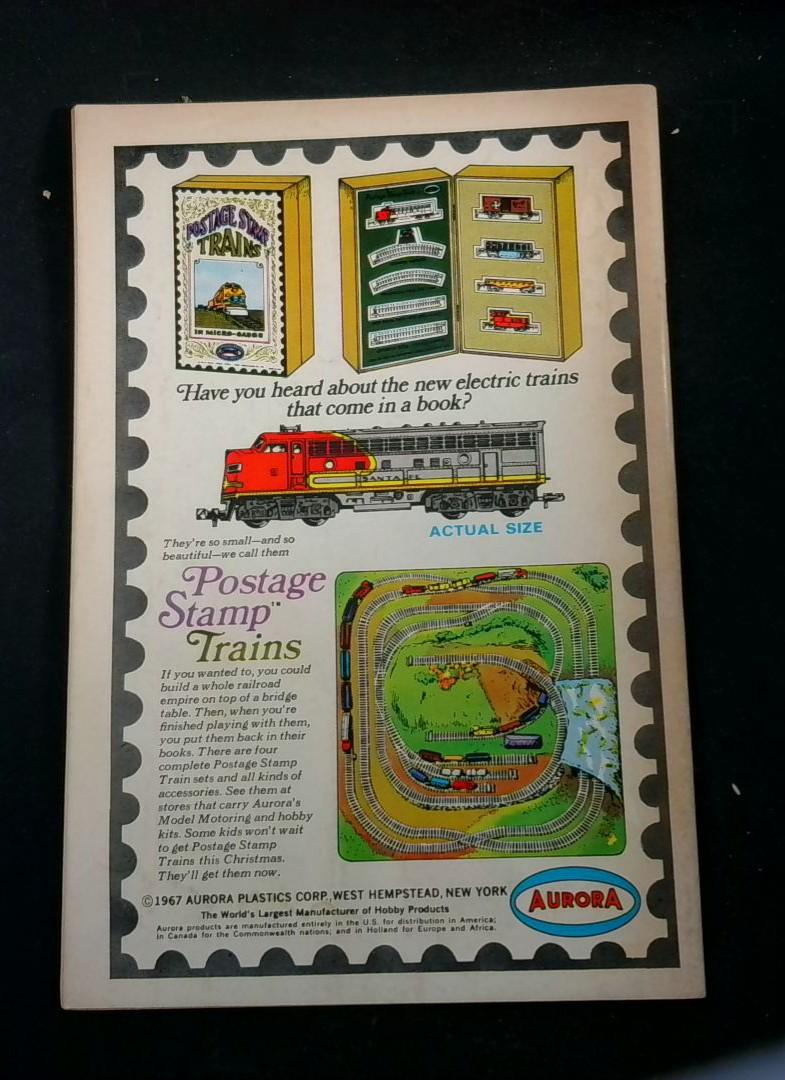 POSTAGE STAMP
TRAINS
IN MICRO-GAUGE
Have you heard about the new electric trains
that come in a book?
SANTA FE
ACTUAL SIZE
They're so small—and so
beautiful—we call them
Postage
Stamp™
Trains
If you wanted to, you could
build a whole railroad
empire on top of a bridge
table. Then, when you're
finished playing with them,
you put them back in their
books. There are four
complete Postage Stamp
Train sets and all kinds of
accessories. See them at
stores that carry Aurora's
Model Motoring and hobby
kits. Some kids won't wait
to get Postage Stamp
Trains this Christmas.
They'll get them now.
©1967 AURORA PLASTICS CORP., WEST HEMPSTEAD, NEW YORK
The World's Largest Manufacturer of Hobby Products
Aurora products are manufactured entirely in the U.S. for distribution in America;
in Canada for the Commonwealth nations; and in Holland for Europe and Africa.
AURORA